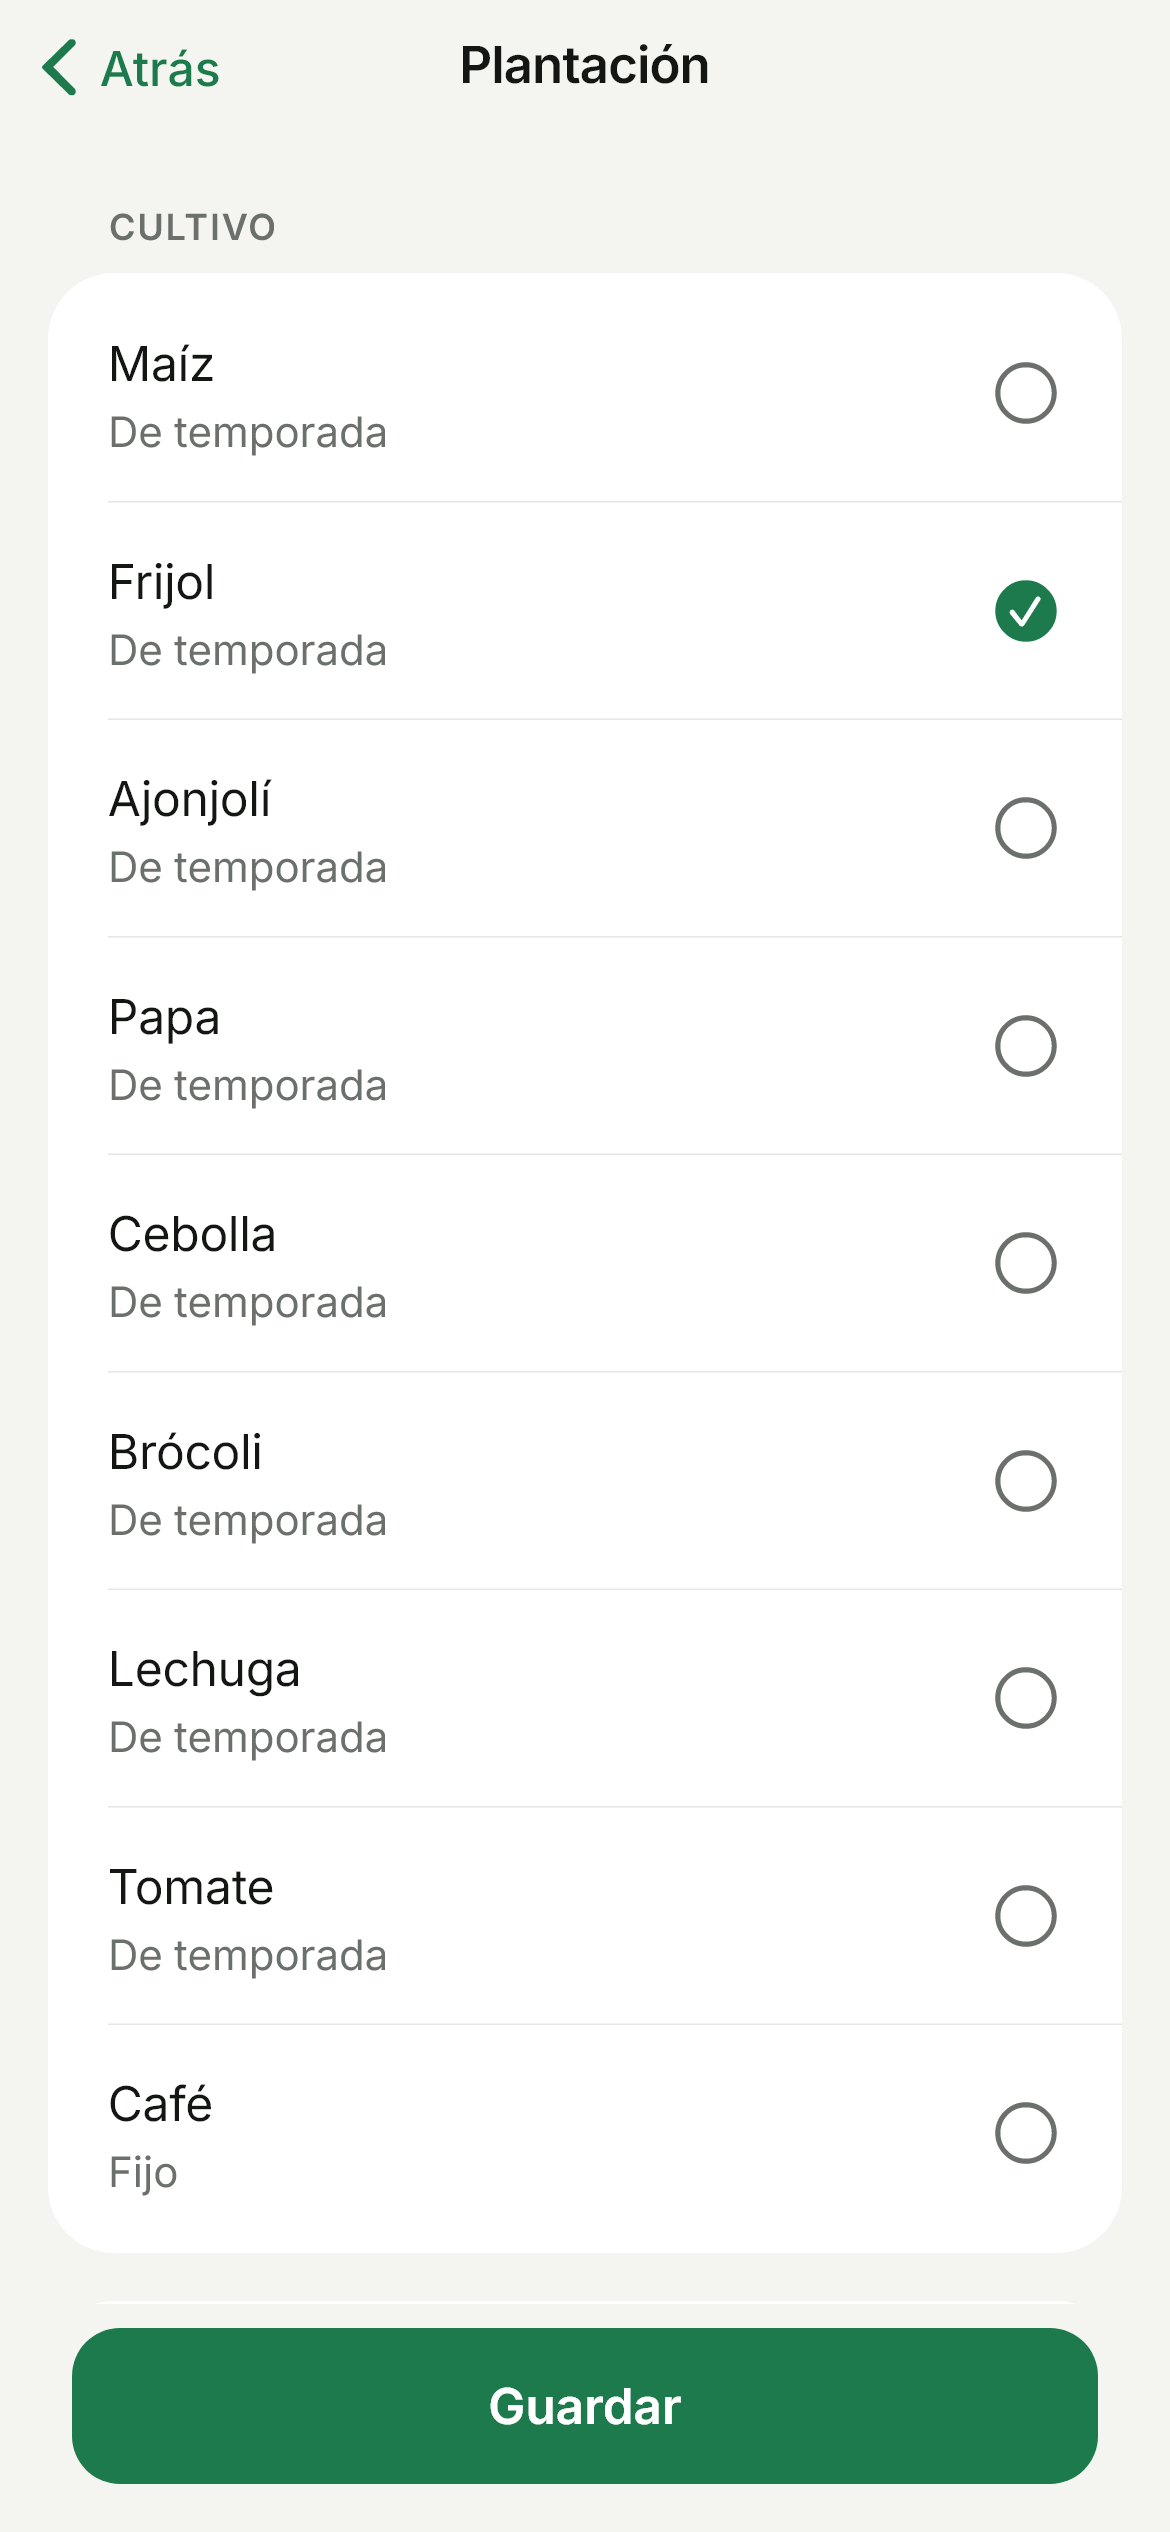 Atrás
Plantación
CULTIVO
Maíz
De temporada
Frijol
De temporada
Ajonjolí
De temporada
Papa
De temporada
Cebolla
De temporada
Brócoli
De temporada
Lechuga
De temporada
Tomate
De temporada
Café
Fijo
Guardar